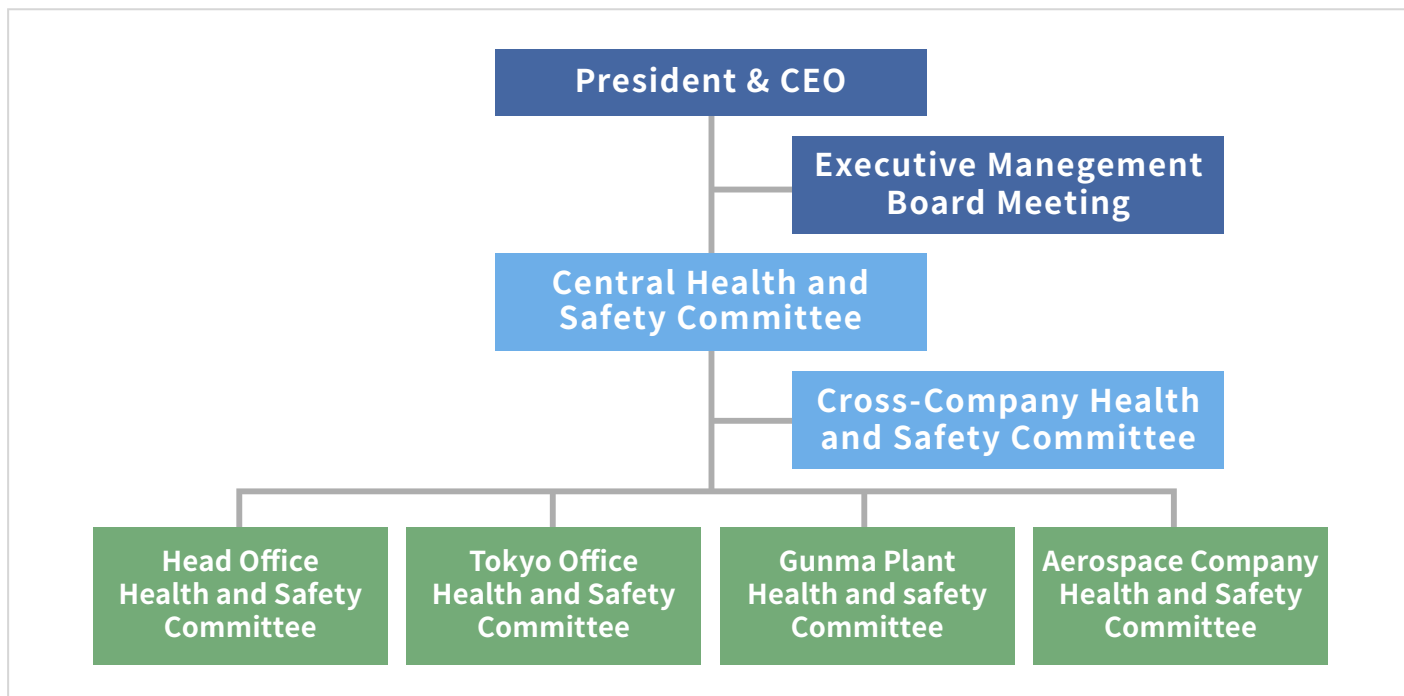 President & CEO
Executive Manegement
Board Meeting
Central Health and
Safety Committee
Cross-Company Health
and Safety Committee
Head Office
Health and Safety
Committee
Tokyo Office
Health and Safety
Committee
Gunma Plant
Health and safety
Committee
Aerospace Company
Health and Safety
Committee